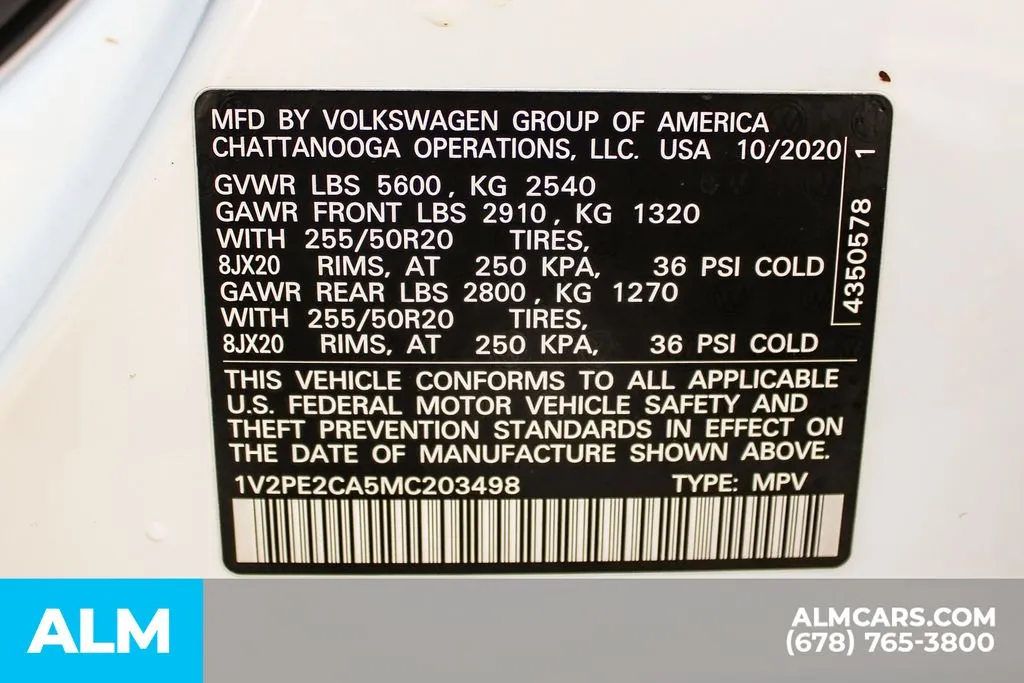 MFD BY VOLKSWAGEN GROUP OF AMERICA
CHATTANOOGA OPERATIONS, LLC. USA 10/2020
GVWR LBS 5600, KG 2540
GAWR FRONT LBS 2910, KG 1320
WITH 255/50R20 TIRES,
8JX20 RIMS, AT 250 KPA, 36 PSI COLD
GAWR REAR LBS 2800, KG 1270
WITH 255/50R20 TIRES,
8JX20 RIMS, AT 250 KPA, 36 PSI COLD
4350578 1
THIS VEHICLE CONFORMS TO ALL APPLICABLE
U.S. FEDERAL MOTOR VEHICLE SAFETY AND
THEFT PREVENTION STANDARDS IN EFFECT ON
THE DATE OF MANUFACTURE SHOWN ABOVE.
1V2PE2CA5MC203498 TYPE: MPV
ALM
ALMCARS.COM
(678) 765-3800